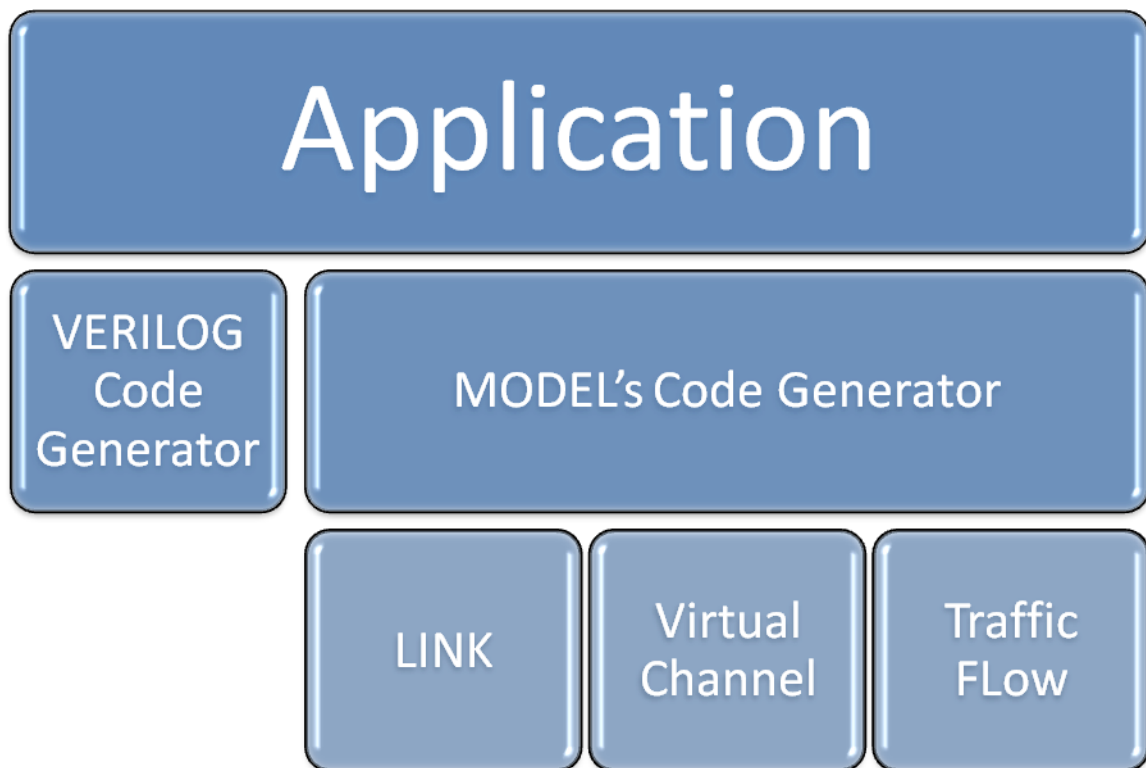 Application
VERILOG
Code
Generator
MODEL’s Code Generator
LINK
Virtual
Channel
Traffic
FLow